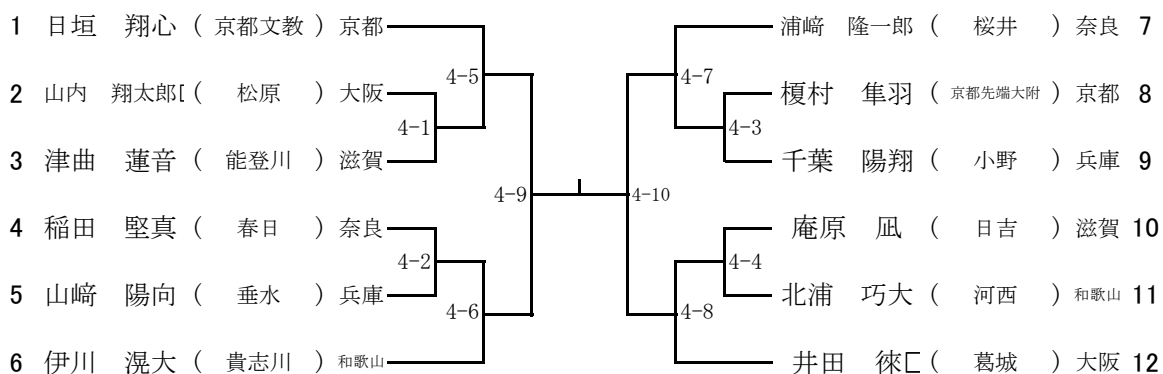 1 日垣 翔心 ( 京都文教 ) 京都
2 山内 翔太郎 ( 松原 ) 大阪
3 津曲 蓮音 ( 能登川 ) 滋賀
4 稲田 堅真 ( 春日 ) 奈良
5 山﨑 陽向 ( 垂水 ) 兵庫
6 伊川 滉大 ( 貴志川 ) 和歌山
4-5
4-1
4-9
4-2
4-6
浦﨑 隆一郎 ( 桜井 ) 奈良 7
榎村 隼羽 ( 京都先端大附 ) 京都 8
千葉 陽翔 ( 小野 ) 兵庫 9
庵原 凪 ( 日吉 ) 滋賀 10
北浦 巧大 ( 河西 ) 和歌山 11
井田 徠 ( 葛城 ) 大阪 12
4-7
4-3
4-10
4-4
4-8